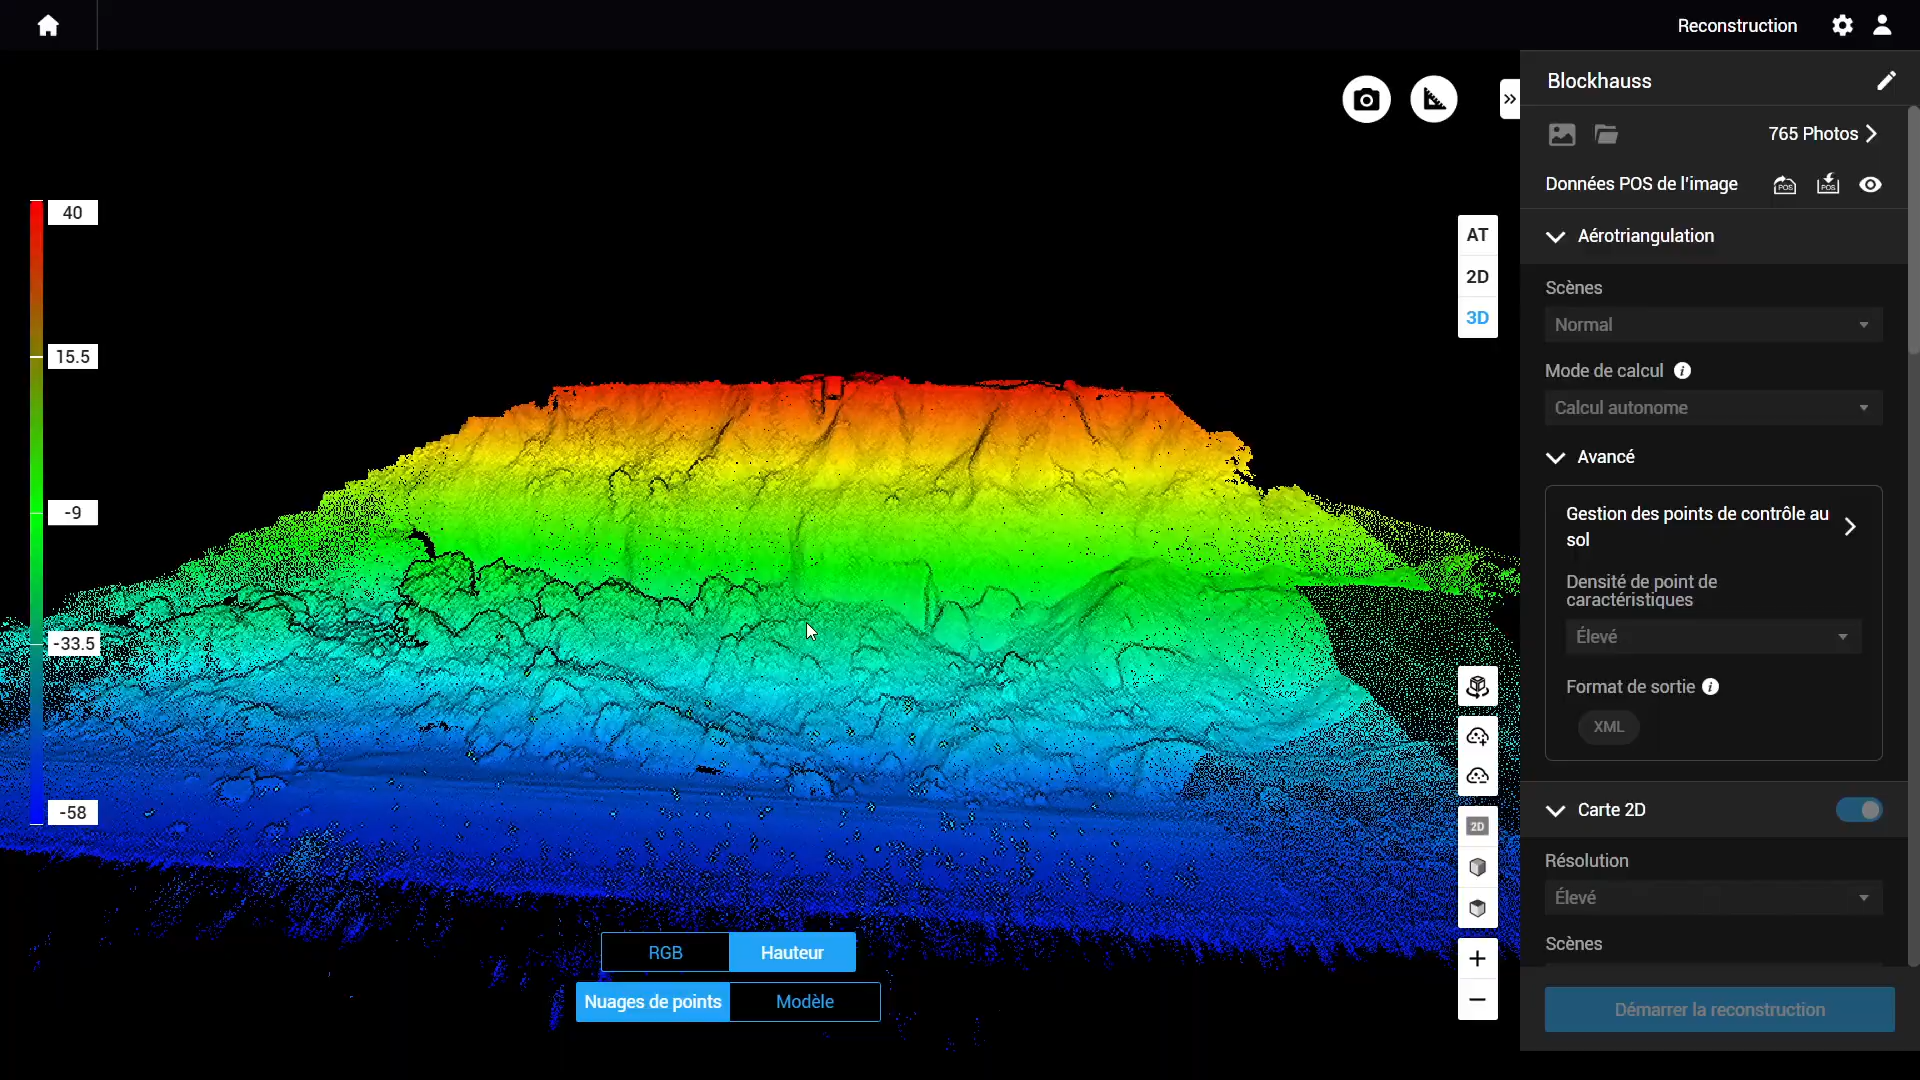 Reconstruction
Blockhauss
765 Photos
Données POS de l'image
POS
POS
Aérotriangulation
Scènes
Normal
Mode de calcul
Calcul autonome
Avancé
Gestion des points de contrôle au
sol
Densité de point de
caractéristiques
Élevé
Format de sortie
XML
Carte 2D
Résolution
Élevé
Scènes
Démarrer la reconstruction
40
15.5
-9
-33.5
-58
AT
2D
3D
2D
RGB
Hauteur
Nuages de points
Modèle